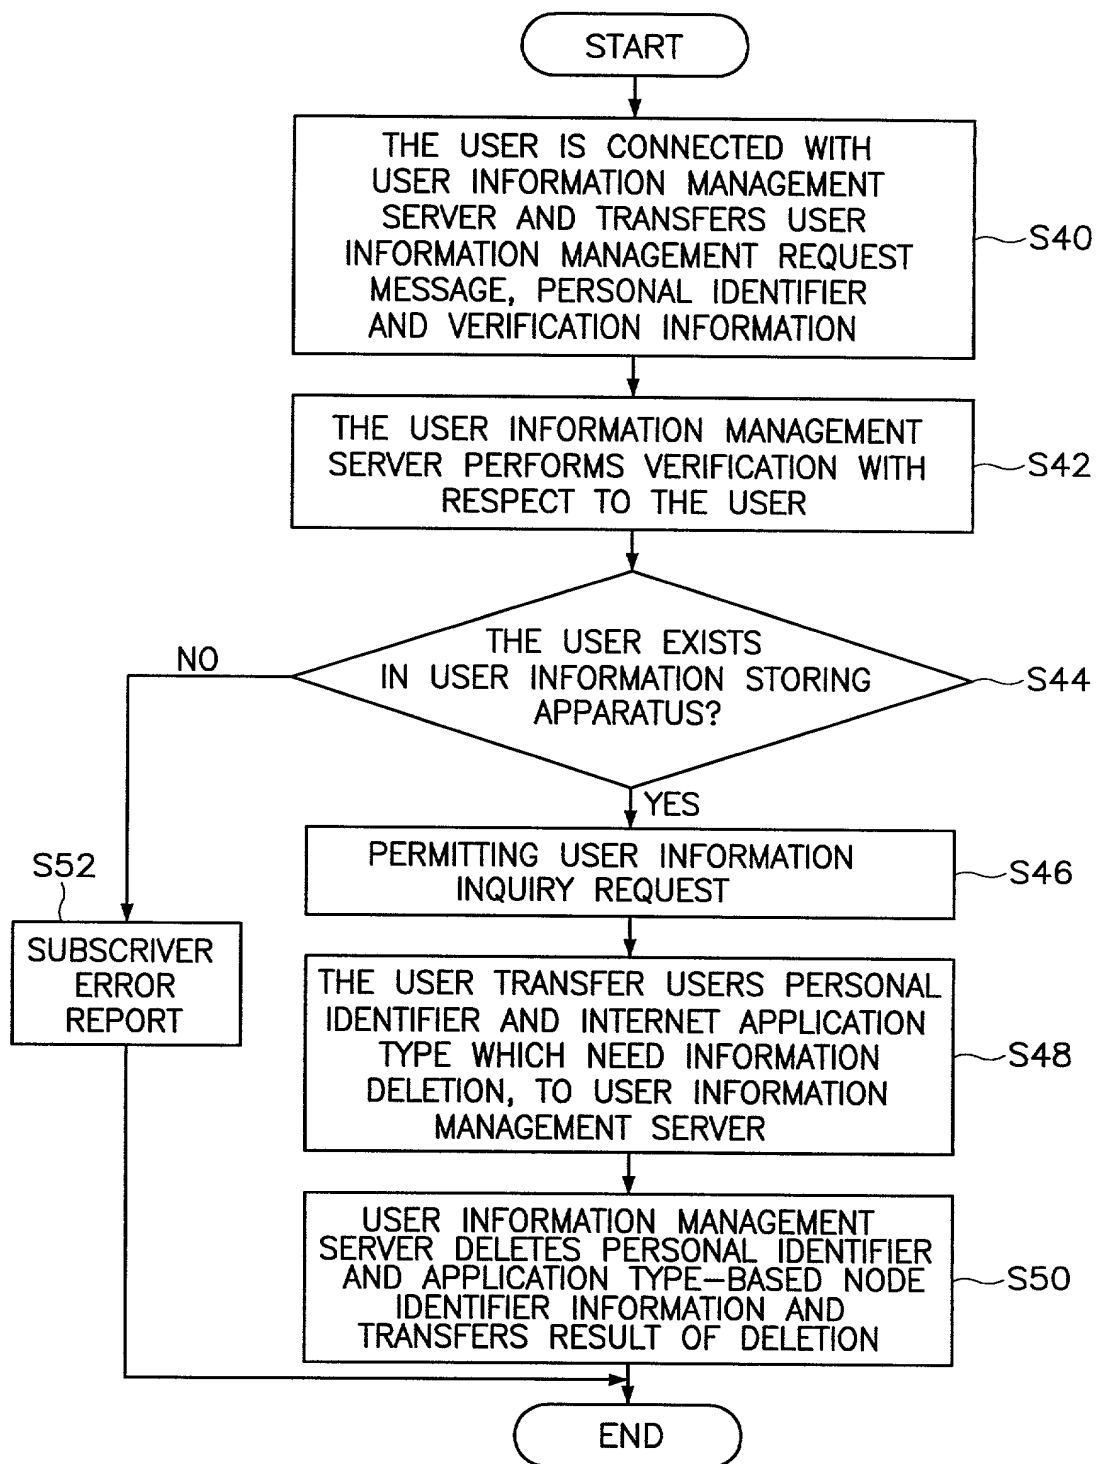 START
THE USER IS CONNECTED WITH
USER INFORMATION MANAGEMENT
SERVER AND TRANSFERS USER
INFORMATION MANAGEMENT REQUEST
MESSAGE, PERSONAL IDENTIFIER
AND VERIFICATION INFORMATION
S40
THE USER INFORMATION MANAGEMENT
SERVER PERFORMS VERIFICATION WITH
RESPECT TO THE USER
S42
THE USER EXISTS
IN USER INFORMATION STORING
APPARATUS?
S44
NO
YES
PERMITTING USER INFORMATION
INQUIRY REQUEST
S46
S52
SUBSCRIVER
ERROR
REPORT
THE USER TRANSFER USERS PERSONAL
IDENTIFIER AND INTERNET APPLICATION
TYPE WHICH NEED INFORMATION
DELETION, TO USER INFORMATION
MANAGEMENT SERVER
S48
USER INFORMATION MANAGEMENT
SERVER DELETES PERSONAL IDENTIFIER
AND APPLICATION TYPE-BASED NODE
IDENTIFIER INFORMATION AND
TRANSFERS RESULT OF DELETION
S50
END